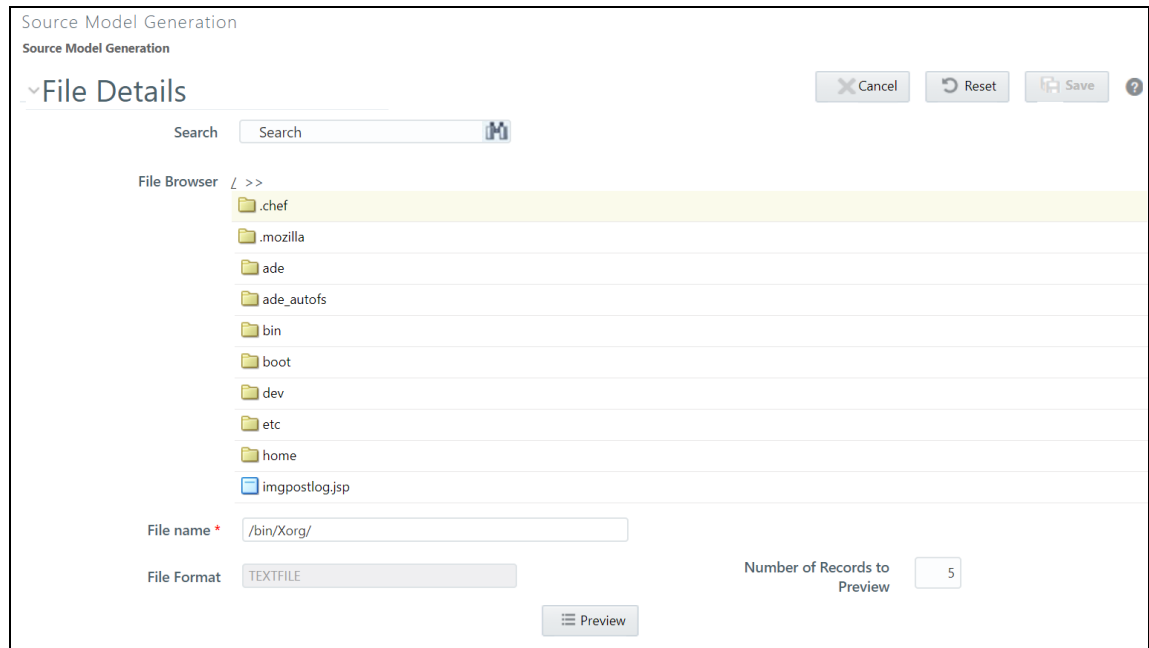 Source Model Generation
Source Model Generation
File Details
Cancel
Reset
Save
?
Search
Search
File Browser / >>
.chef
.mozilla
ade
ade_autofs
bin
boot
dev
etc
home
imgpostlog.jsp
File name * /bin/Xorg/
File Format TEXTFILE
Number of Records to
Preview
5
Preview